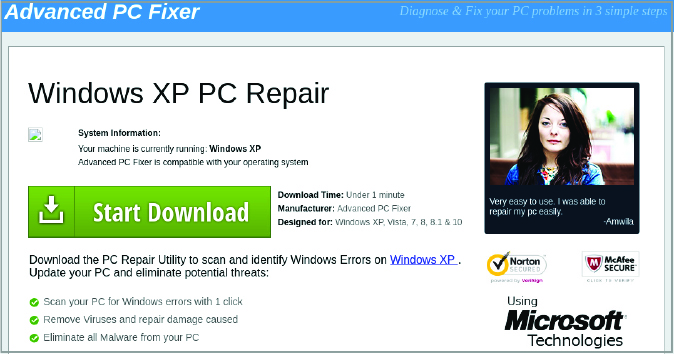 Advanced PC Fixer
Diagnose & Fix your PC problems in 3 simple steps
Windows XP PC Repair
System Information:
Your machine is currently running: Windows XP
Advanced PC Fixer is compatible with your operating system
Start Download
Download Time: Under 1 minute
Manufacturer: Advanced PC Fixer
Designed for: Windows XP, Vista, 7, 8, 8.1 & 10
Download the PC Repair Utility to scan and identify Windows Errors on Windows XP .
Update your PC and eliminate potential threats:
Scan your PC for Windows errors with 1 click
Remove Viruses and repair damage caused
Eliminate all Malware from your PC
Very easy to use. I was able to
repair my pc easily.
-Amwila
Norton
SECURED
powered by VeriSign
McAfee
SECURE
CLICK TO VERIFY
Using
Microsoft
Technologies